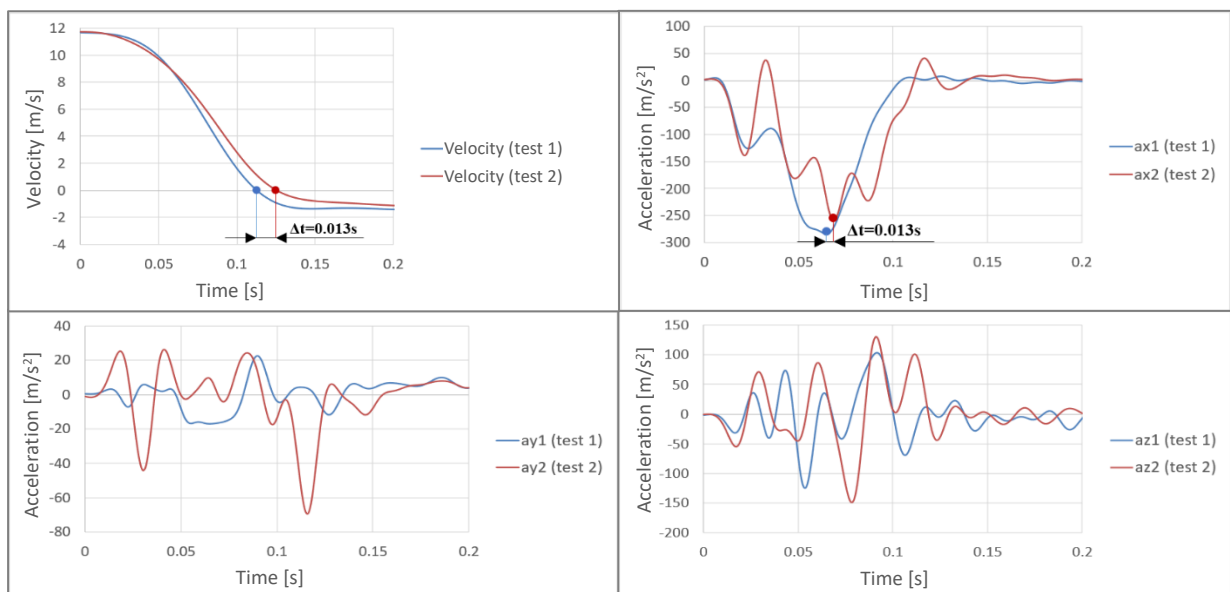 12
10
8
6
4
2
0
-2
-4
Velocity [m/s]
0
0.05
0.1
0.15
0.2
Time [s]
Δt=0.013s
Velocity (test 1)
Velocity (test 2)
100
50
0
-50
-100
-150
-200
-250
-300
Acceleration [m/s²]
0
0.05
0.1
0.15
0.2
Time [s]
Δt=0.013s
ax1 (test 1)
ax2 (test 2)
40
20
0
-20
-40
-60
-80
Acceleration [m/s²]
0
0.05
0.1
0.15
0.2
Time [s]
ay1 (test 1)
ay2 (test 2)
150
100
50
0
-50
-100
-150
-200
Acceleration [m/s²]
0
0.05
0.1
0.15
0.2
Time [s]
az1 (test 1)
az2 (test 2)